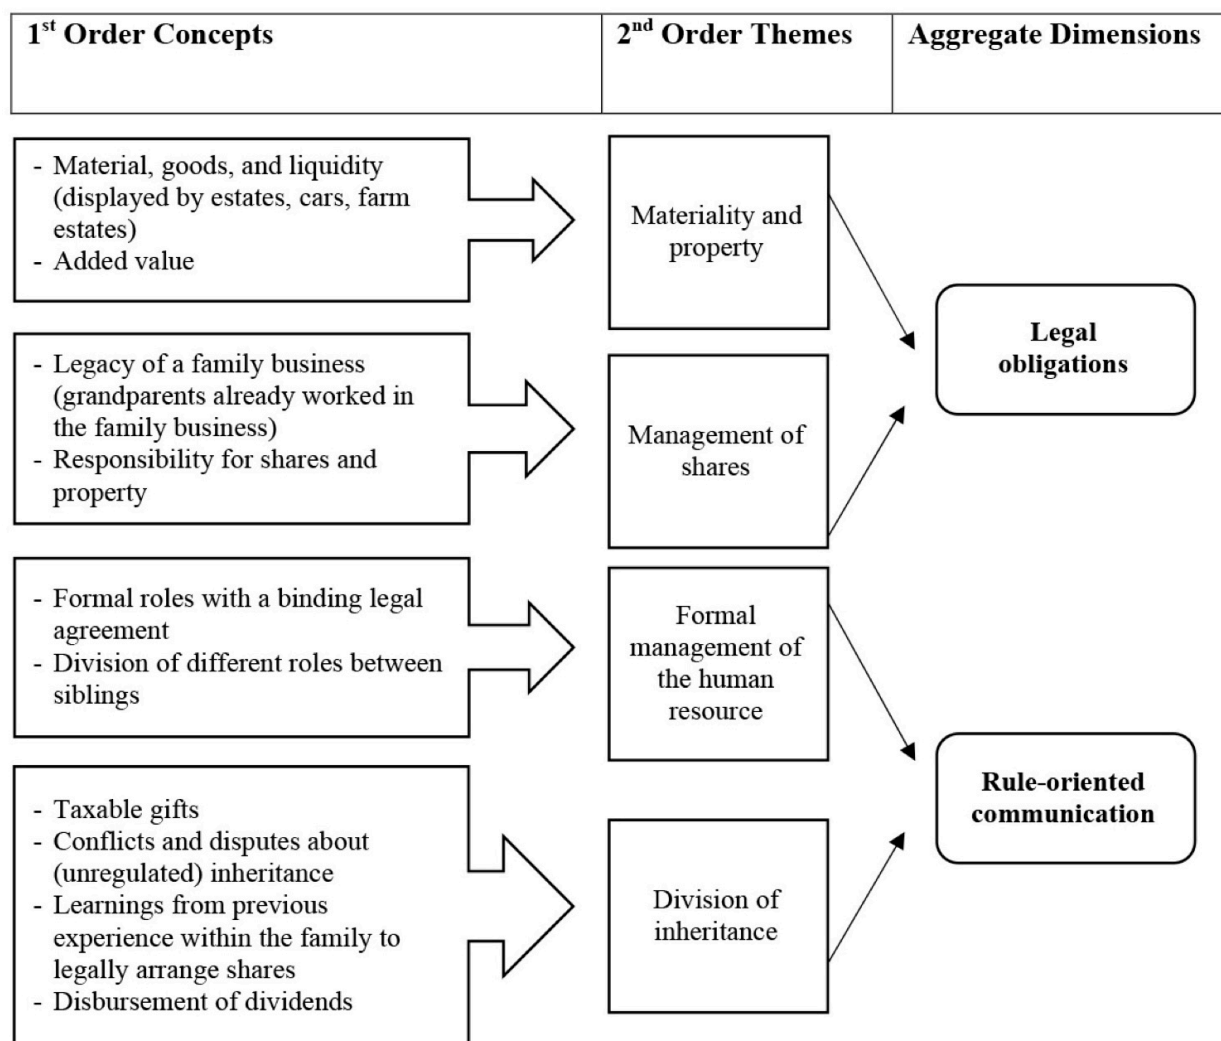 1st Order Concepts
2nd Order Themes
Aggregate Dimensions
- Material, goods, and liquidity
(displayed by estates, cars, farm
estates)
- Added value
Materiality and
property
Legal
obligations
- Legacy of a family business
(grandparents already worked in
the family business)
- Responsibility for shares and
property
Management of
shares
- Formal roles with a binding legal
agreement
- Division of different roles between
siblings
Formal
management of
the human
resource
Rule-oriented
communication
- Taxable gifts
- Conflicts and disputes about
(unregulated) inheritance
- Learnings from previous
experience within the family to
legally arrange shares
- Disbursement of dividends
Division of
inheritance